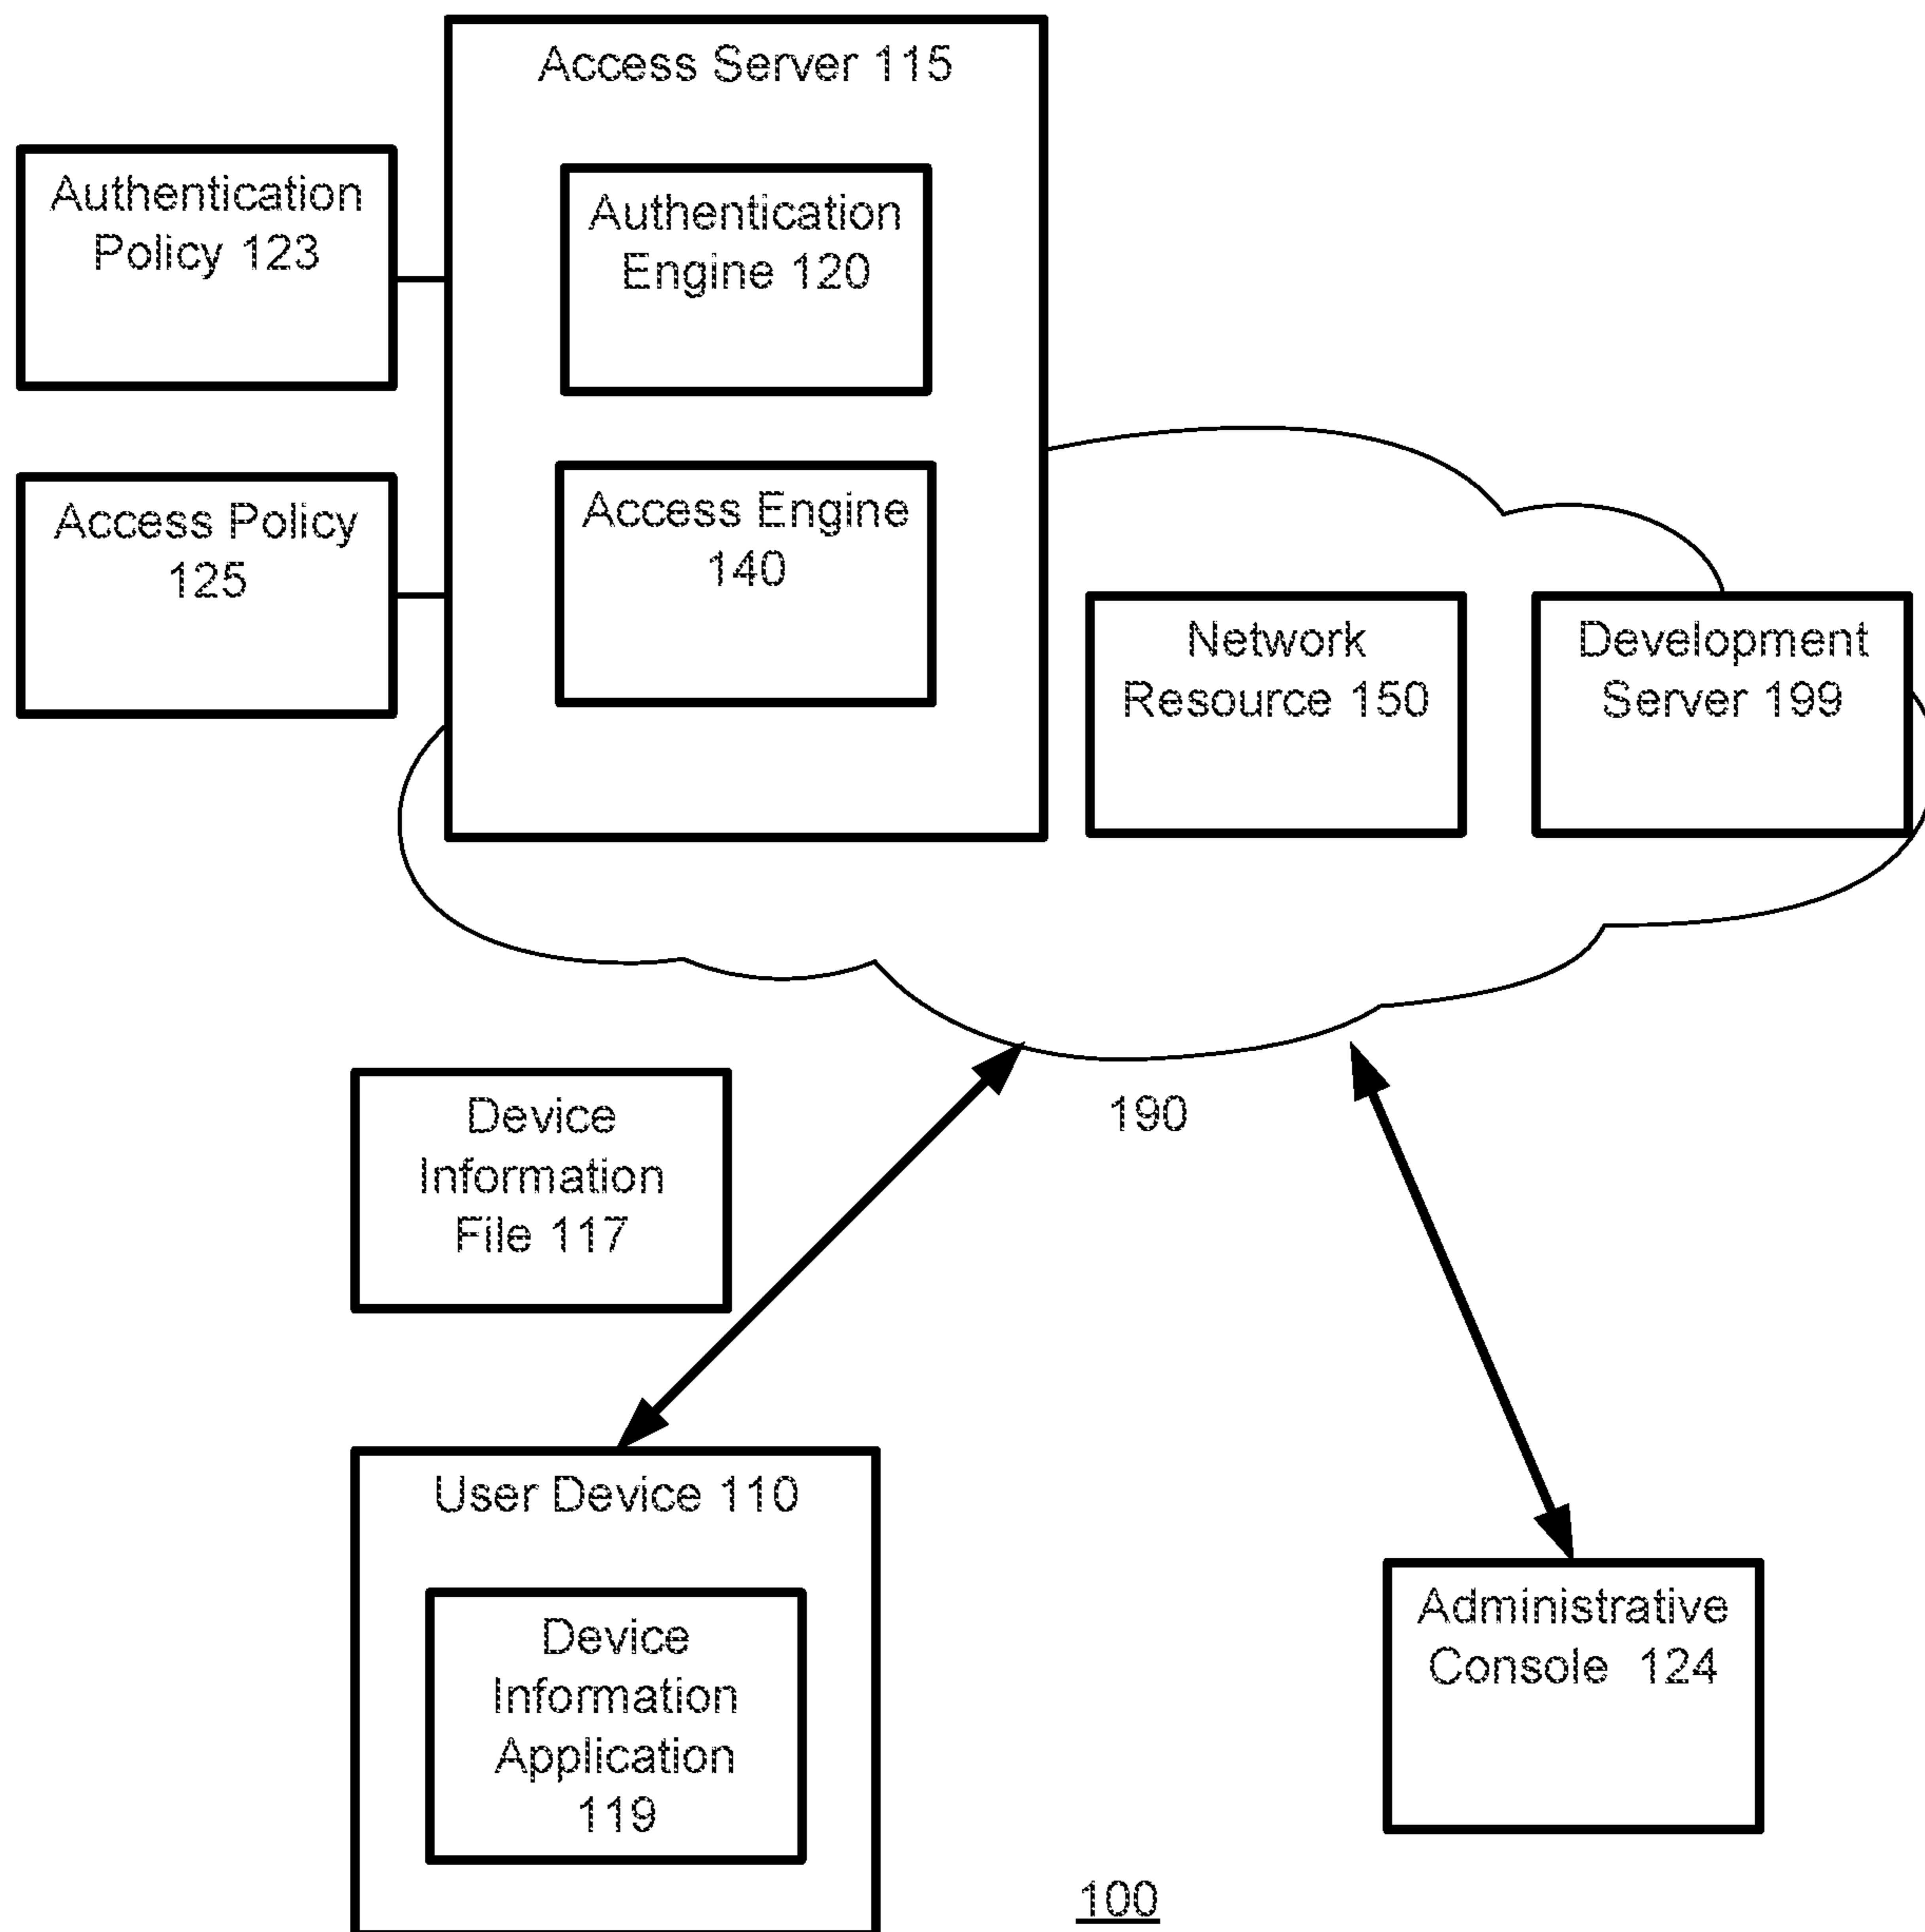 Access Server 115
Authentication
Policy 123
Authentication
Engine 120
Access Policy
125
Access Engine
140
Network
Resource 150
Development
Server 199
190
Device
Information
File 117
User Device 110
Device
Information
Application
119
Administrative
Console 124
100